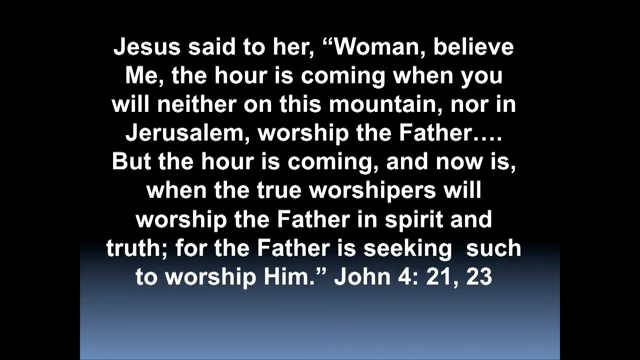 Jesus said to her, “Woman, believe
Me, the hour is coming when you
will neither on this mountain, nor in
Jerusalem, worship the Father….
But the hour is coming, and now is,
when the true worshipers will
worship the Father in spirit and
truth; for the Father is seeking  such
to worship Him.” John 4: 21, 23